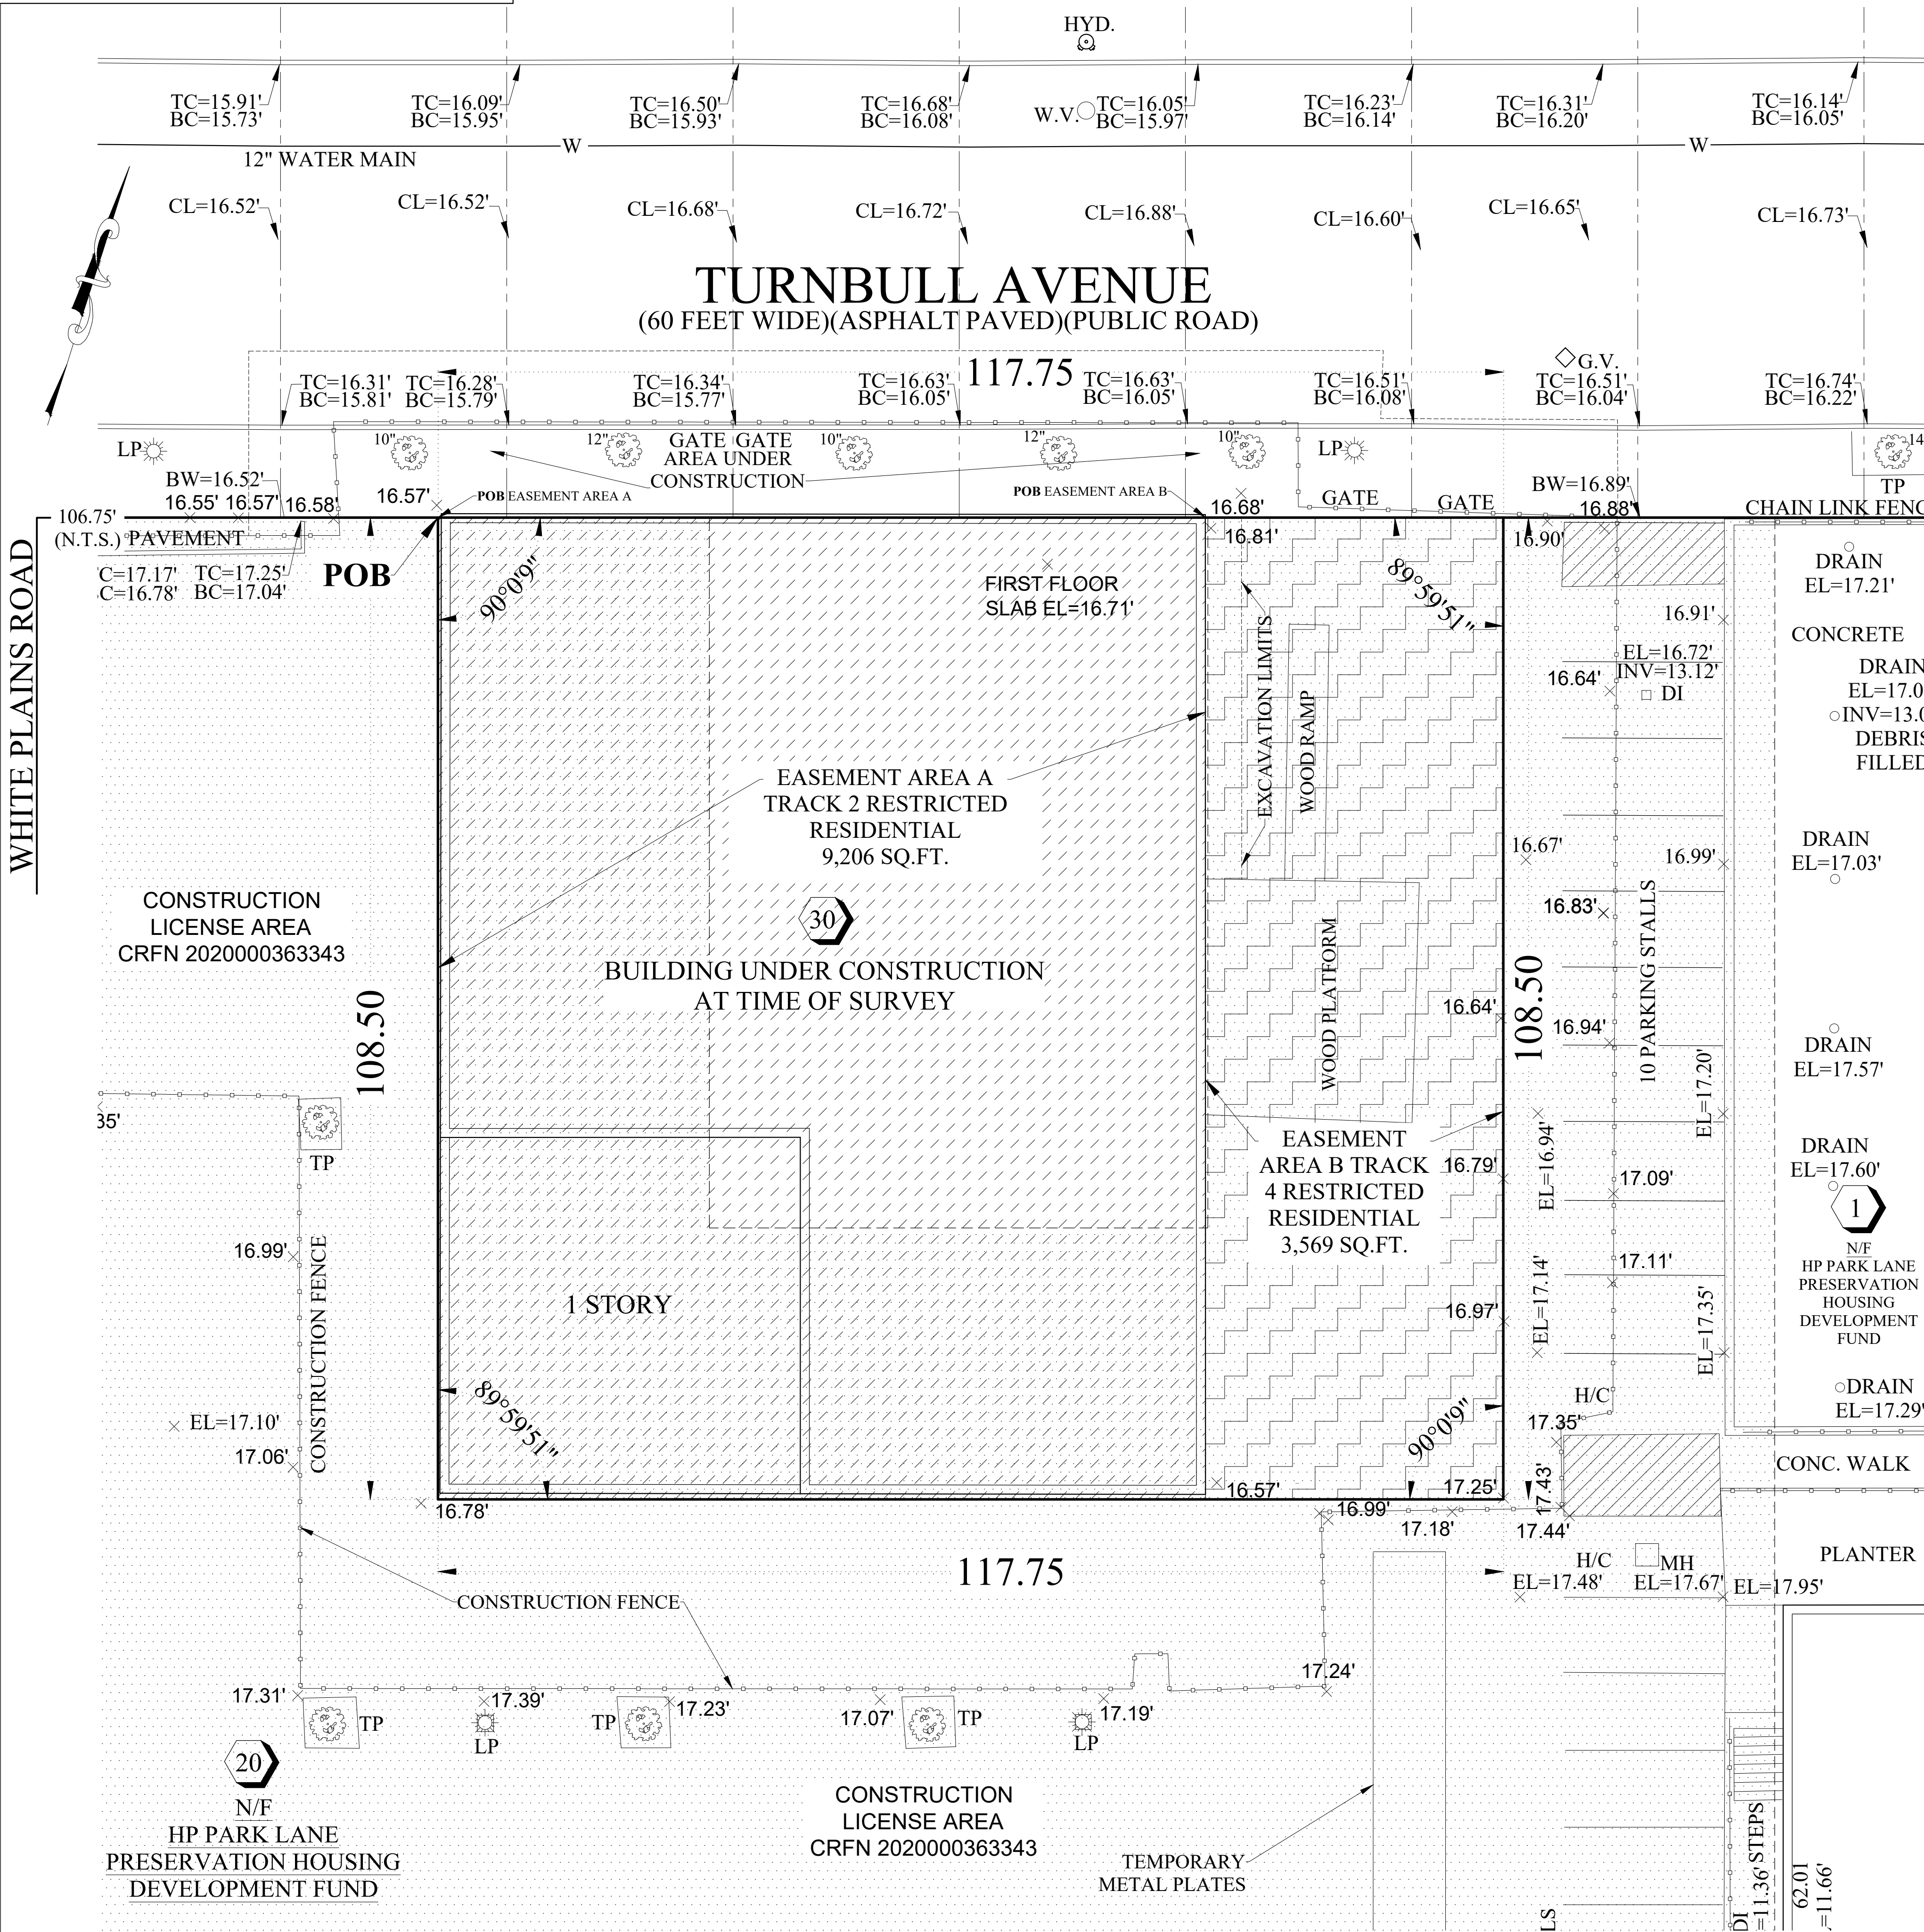 HYD.
TC=15.91'
BC=15.73'
TC=16.09'
BC=15.95'
TC=16.50'
BC=15.93'
TC=16.68'
BC=16.08'
W.V.
TC=16.05'
BC=15.97'
TC=16.23'
BC=16.14'
TC=16.31'
BC=16.20'
TC=16.14'
BC=16.05'
W
W
12" WATER MAIN
CL=16.52'
CL=16.52'
CL=16.68'
CL=16.72'
CL=16.88'
CL=16.60'
CL=16.65'
CL=16.73'
TURNBULL AVENUE
(60 FEET WIDE)(ASPHALT PAVED)(PUBLIC ROAD)
117.75
G.V.
TC=16.31'
BC=15.81'
TC=16.28'
BC=15.79'
TC=16.34'
BC=15.77'
TC=16.63'
BC=16.05'
TC=16.63'
BC=16.05'
TC=16.51'
BC=16.08'
TC=16.51'
BC=16.04'
TC=16.74'
BC=16.22'
LP
10"
12"
GATE GATE
AREA UNDER
CONSTRUCTION
10"
12"
10"
LP
14
TP
BW=16.52'
16.55'
16.57'
16.58'
16.57'
POB EASEMENT AREA A
POB EASEMENT AREA B
16.68'
16.81'
GATE
GATE
BW=16.89'
16.88'
16.90'
CHAIN LINK FENC
106.75'
(N.T.S.)
PAVEMENT
C=17.17'
C=16.78'
TC=17.25'
BC=17.04'
POB
WHITE PLAINS ROAD
90°0'9"
FIRST FLOOR
SLAB EL=16.71'
89°59'51"
EXCAVATION LIMITS
WOOD RAMP
16.91'
EL=16.72'
INV=13.12'
DI
16.64'
DRAIN
EL=17.21'
CONCRETE
DRAIN
EL=17.0
INV=13.0
DEBRIS
FILLED
EASEMENT AREA A
TRACK 2 RESTRICTED
RESIDENTIAL
9,206 SQ.FT.
30
BUILDING UNDER CONSTRUCTION
AT TIME OF SURVEY
16.67'
16.99'
DRAIN
EL=17.03'
CONSTRUCTION
LICENSE AREA
CRFN 2020000363343
108.50
WOOD PLATFORM
16.83'
10 PARKING STALLS
16.64'
108.50
16.94'
DRAIN
EL=17.57'
EL=17.20'
35'
TP
EASEMENT
AREA B TRACK
4 RESTRICTED
RESIDENTIAL
3,569 SQ.FT.
16.79'
EL=16.94'
17.09'
DRAIN
EL=17.60'
1
N/F
HP PARK LANE
PRESERVATION
HOUSING
DEVELOPMENT
FUND
16.99'
CONSTRUCTION FENCE
1 STORY
16.97'
EL=17.14'
17.11'
EL=17.35'
EL=17.10'
17.06'
89°59'51"
90°0'9"
H/C
17.35'
DRAIN
EL=17.29'
CONC. WALK
16.78'
16.57'
16.99'
17.25'
17.18'
17.43'
17.44'
117.75
H/C
MH
EL=17.48'
EL=17.67'
EL=17.95'
PLANTER
CONSTRUCTION FENCE
17.24'
17.31'
TP
17.39'
LP
TP
17.23'
17.07'
TP
17.19'
LP
20
N/F
HP PARK LANE
PRESERVATION HOUSING
DEVELOPMENT FUND
CONSTRUCTION
LICENSE AREA
CRFN 2020000363343
TEMPORARY
METAL PLATES
LS
STEPS
DI
=11.36'
62.01
=11.66'